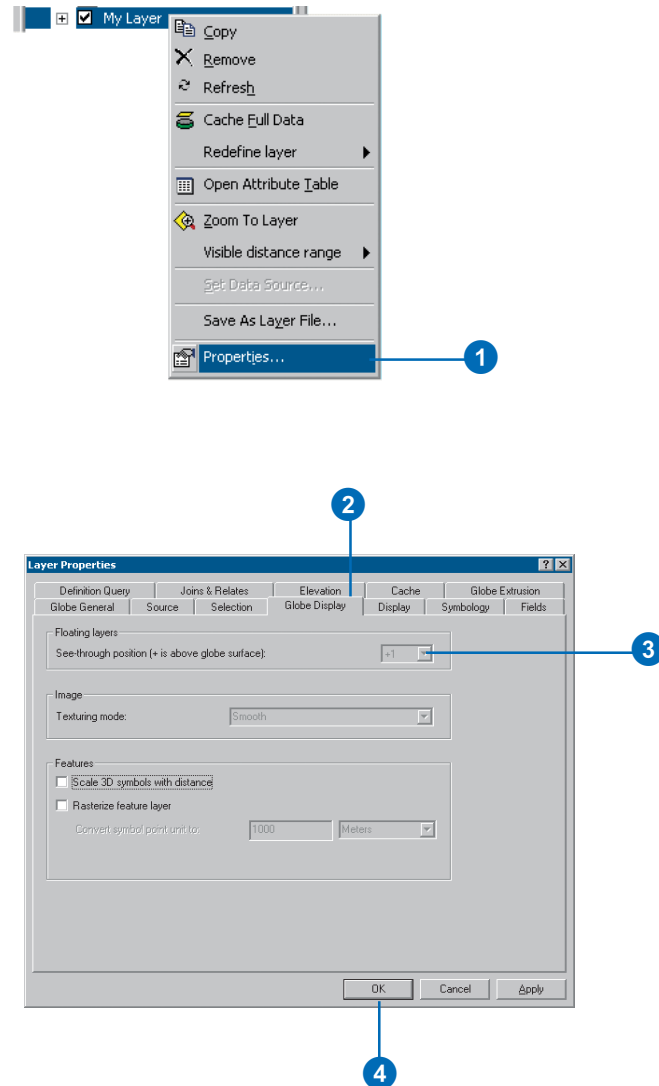 My Layer
Copy
Remove
Refresh
Cache Full Data
Redefine layer
Open Attribute Table
Zoom To Layer
Visible distance range
Set Data Source...
Save As Layer File...
Properties...
1
2
Layer Properties
Definition Query Joins & Relates Elevation Cache Globe Extrusion
Globe General Source Selection Globe Display Display Symbology Fields
Floating layers
See-through position (+ is above globe surface): +1
3
Image
Texturing mode: Smooth
Features
Scale 3D symbols with distance
Rasterize feature layer
Convert symbol point unit to: 1000 Meters
OK Cancel Apply
4